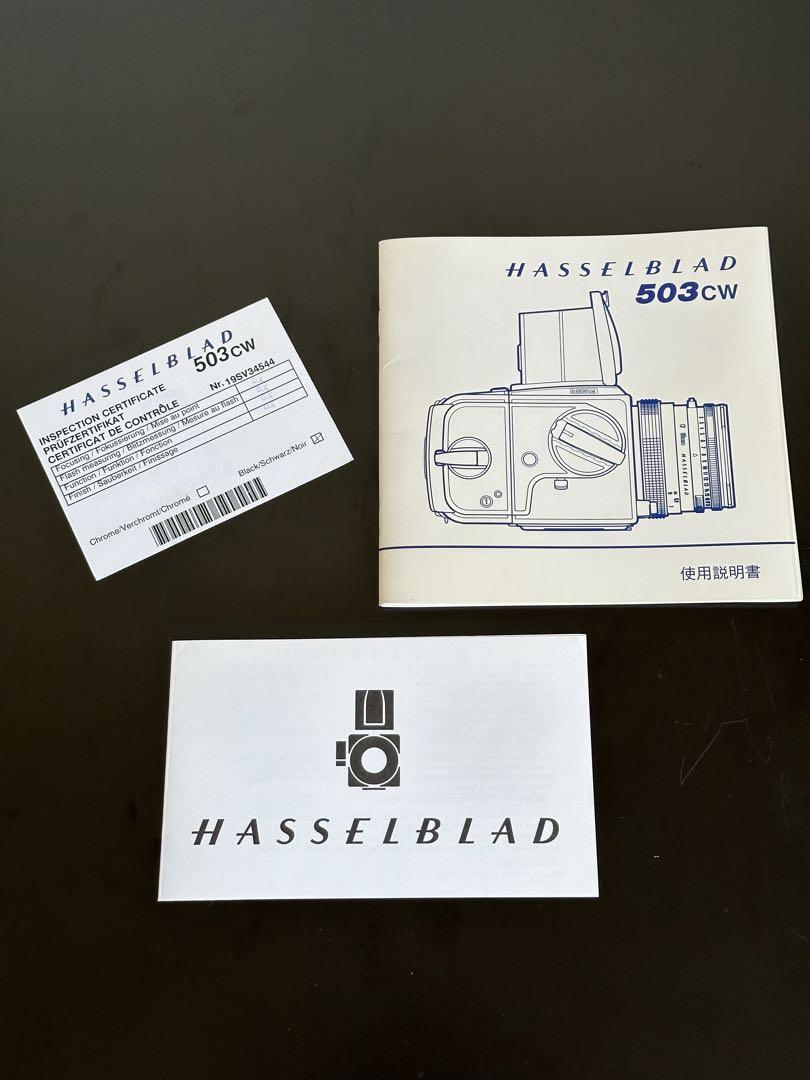 HASSELBLAD
503CW
INSPECTION CERTIFICATE
PRÜFZERTIFIKAT
CERTIFICAT DE CONTRÔLE
Nr. 19SV34544
Focusing / Fokussierung / Mise au point
Flash measuring / Blitzmessung / Mesure au flash
Function / Funktion / Fonction
Finish / Sauberkeit / Finissage
Chrome/Verchromt/Chromé
Black/Schwarz/Noir
HASSELBLAD
503CW
HASSELBLAD
使用説明書
HASSELBLAD